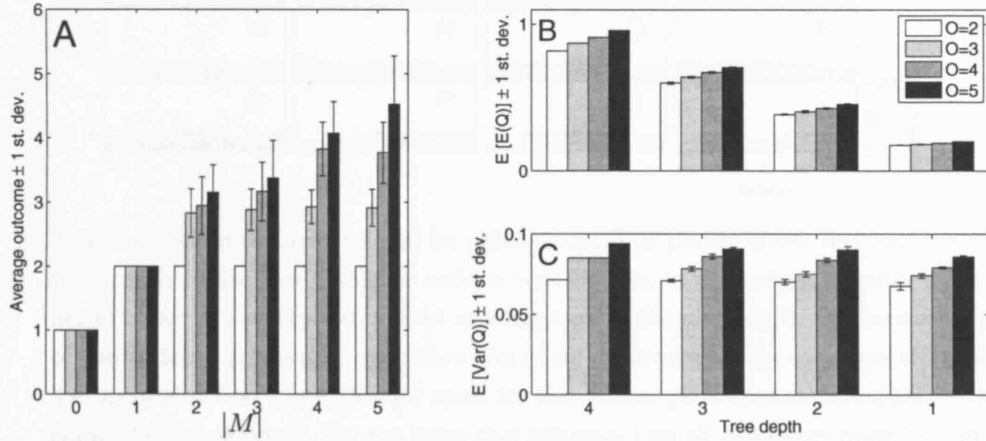 A
Average outcome ± 1 st. dev.
6
5
4
3
2
1
0
0 1 2 3 4 5
|M|
B
E [E(Q)] ± 1 st. dev.
1
0
O=2
O=3
O=4
O=5
C
E [Var(Q)] ± 1 st. dev.
0.1
0.05
0
4 3 2 1
Tree depth